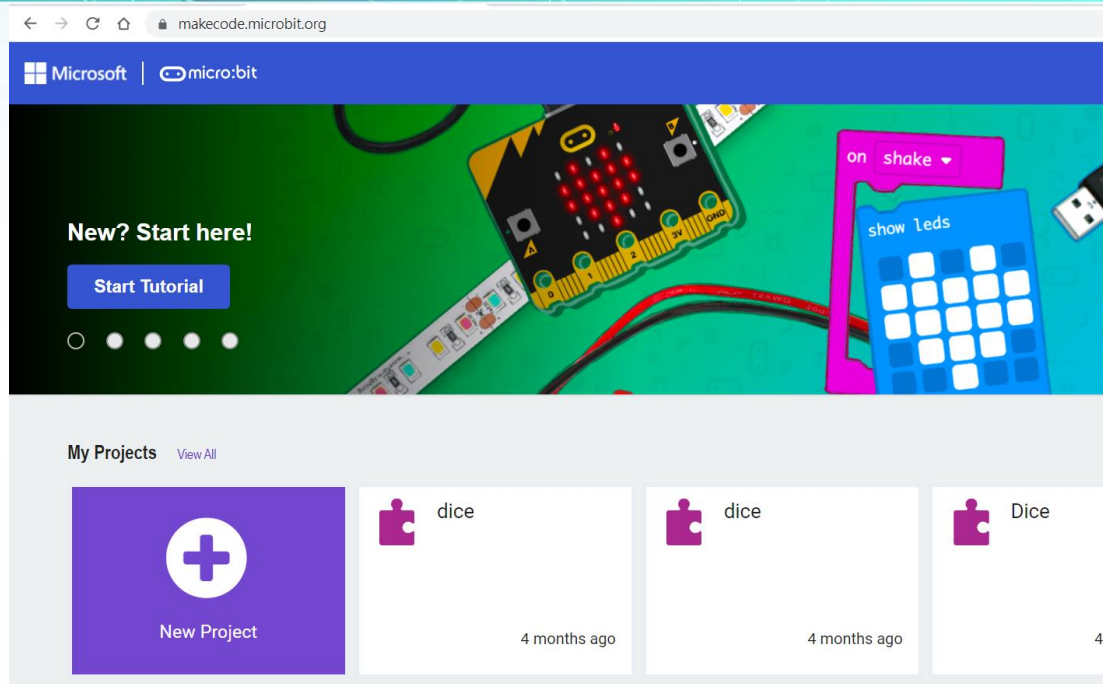 makecode.microbit.org
Microsoft | micro:bit
New? Start here!
Start Tutorial
A
B
0
1
2
3V
GND
on shake
show leds
My Projects View All
New Project
dice
4 months ago
dice
4 months ago
Dice
4